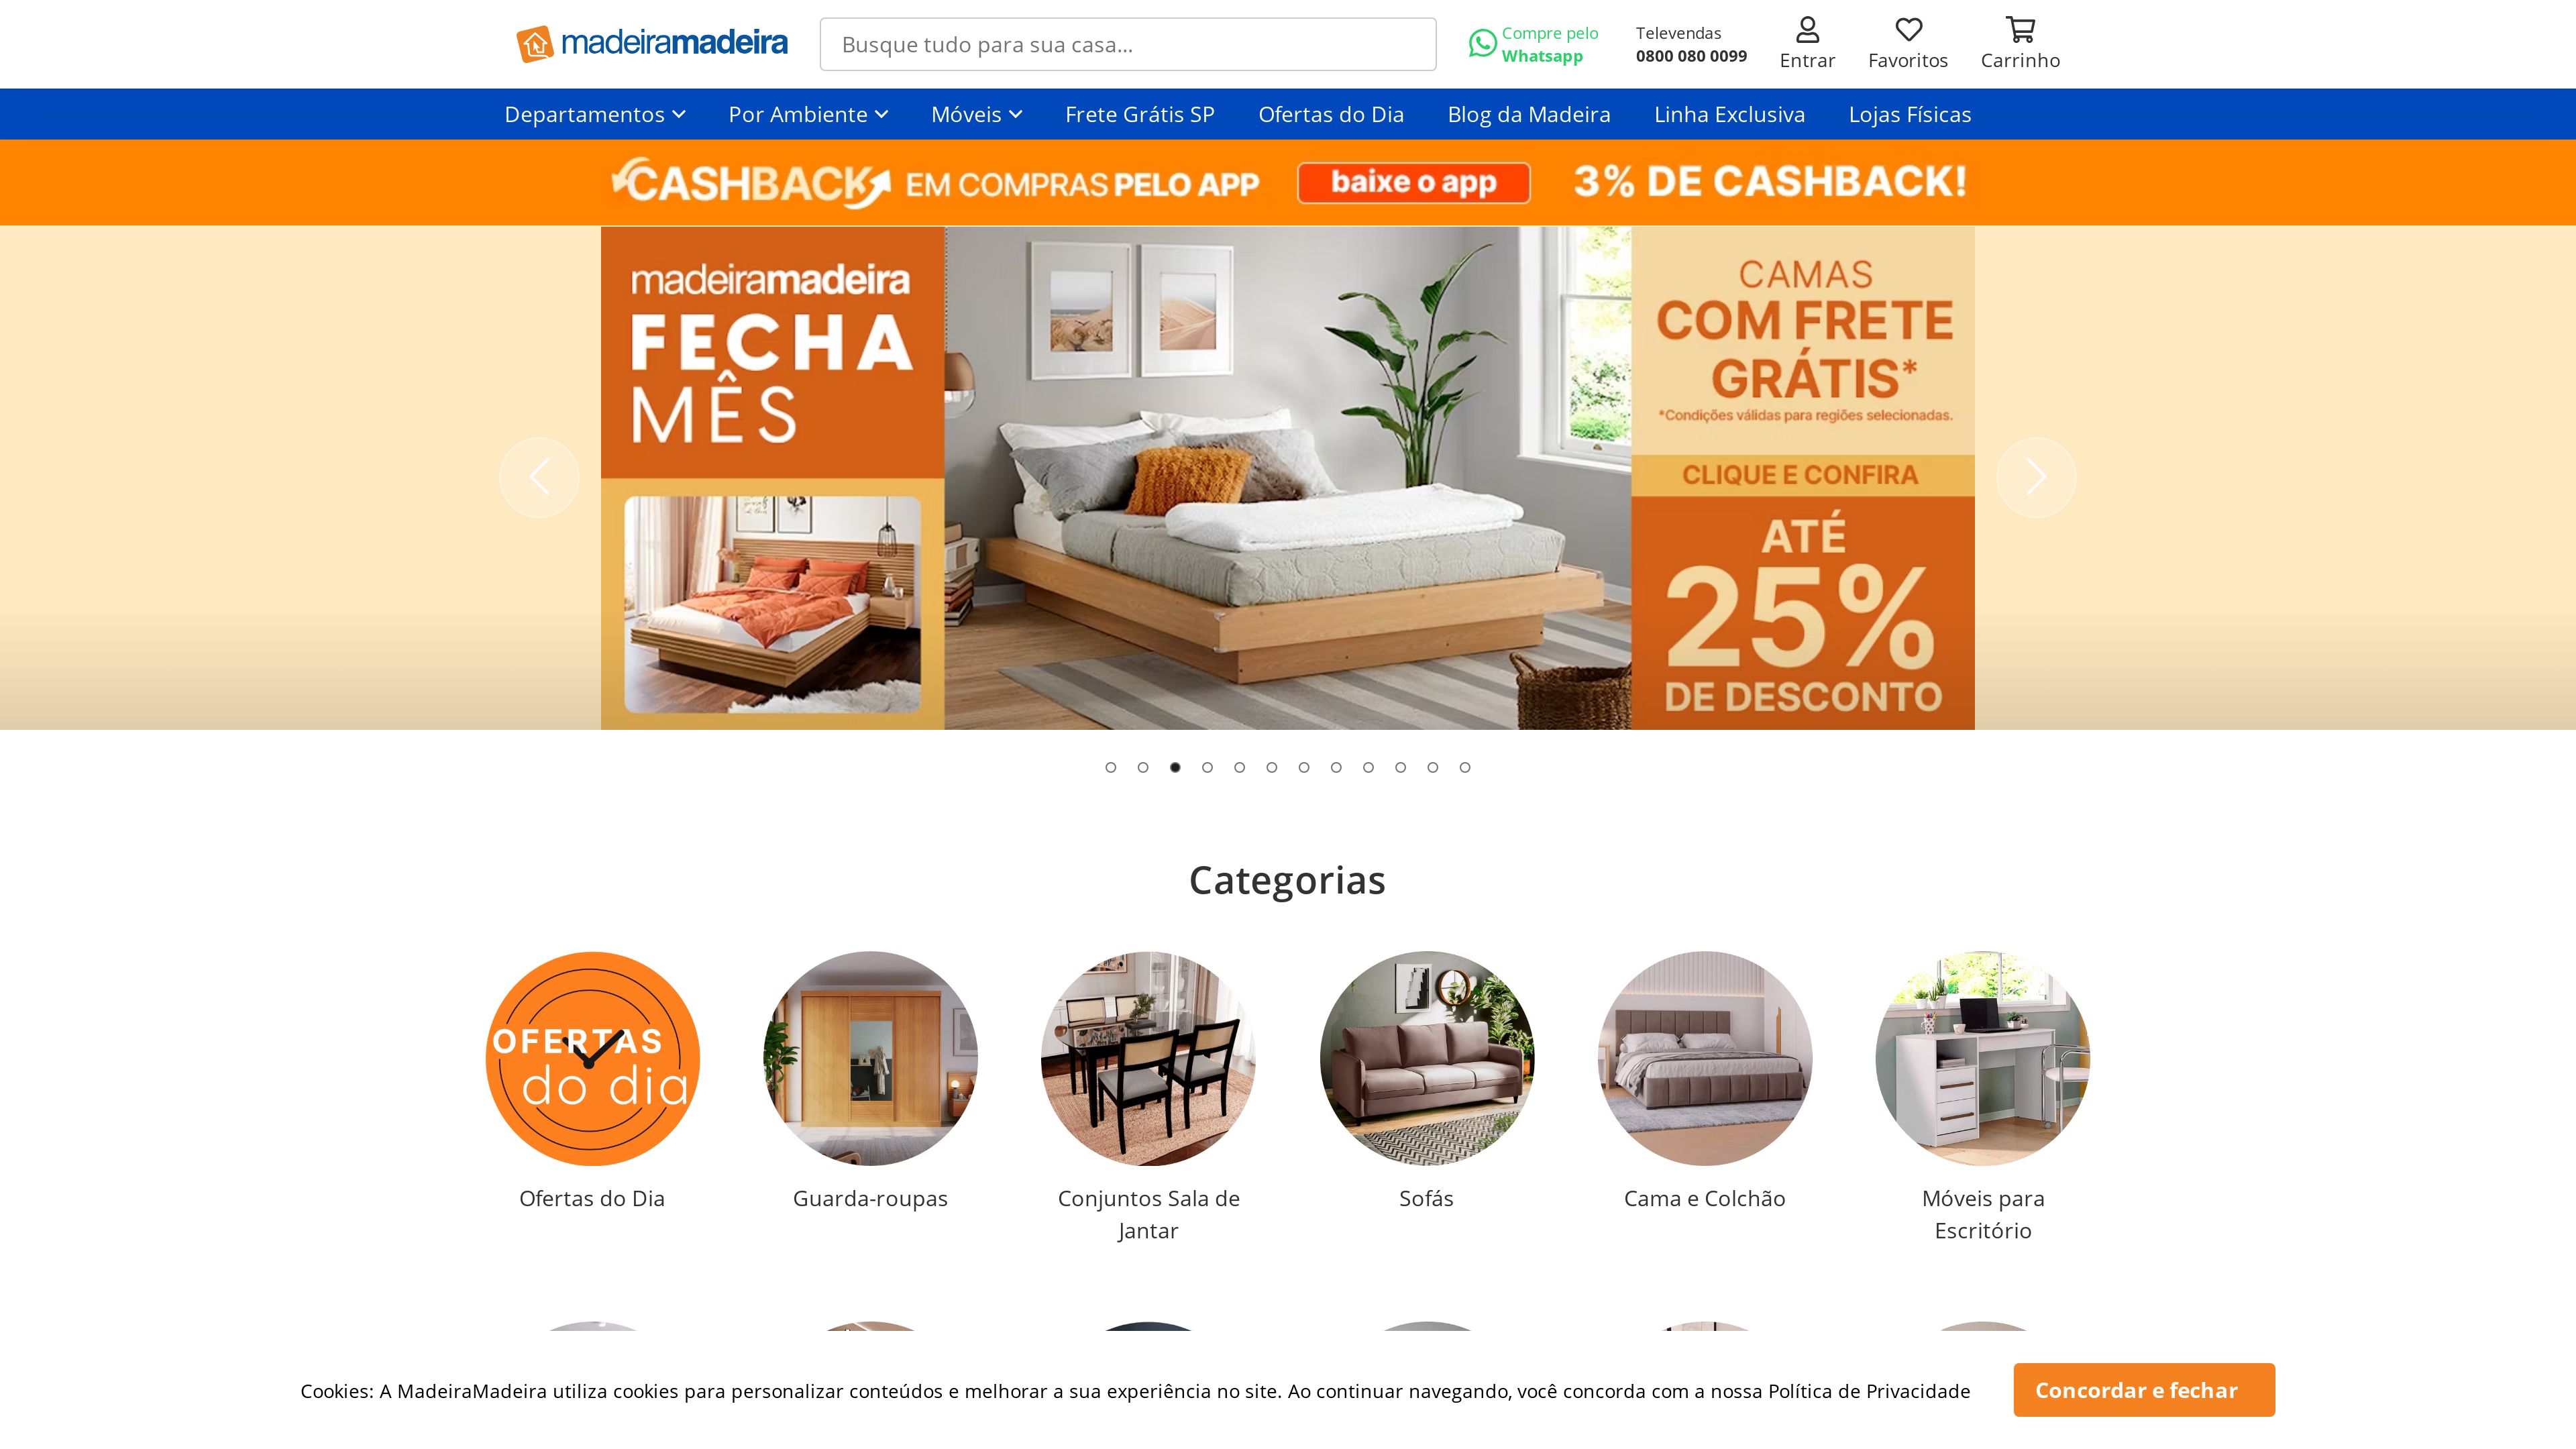 madeiramadeira
Busque tudo para sua casa...
Compre pelo
Whatsapp
Televendas
0800 080 0099
Entrar
Favoritos
Carrinho
Departamentos
Por Ambiente
Móveis
Frete Grátis SP
Ofertas do Dia
Blog da Madeira
Linha Exclusiva
Lojas Físicas
CASHBACK EM COMPRAS PELO APP
baixe o app
3% DE CASHBACK!
madeiramadeira
FECHA
MÊS
CAMAS
COM FRETE
GRÁTIS*
*Condições válidas para regiões selecionadas.
CLIQUE E CONFIRA
ATÉ
25%
DE DESCONTO
Categorias
OFERTAS
do dia
Ofertas do Dia
Guarda-roupas
Conjuntos Sala de
Jantar
Sofás
Cama e Colchão
Móveis para
Escritório
Cookies: A MadeiraMadeira utiliza cookies para personalizar conteúdos e melhorar a sua experiência no site. Ao continuar navegando, você concorda com a nossa Política de Privacidade
Concordar e fechar